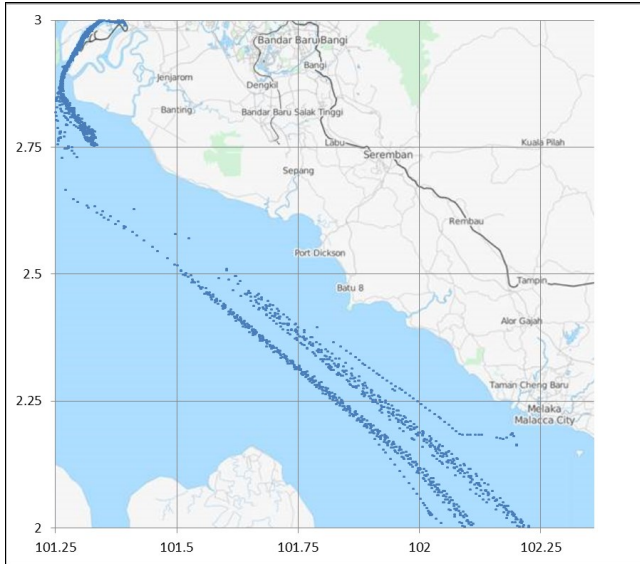 3
Bandar Baru Bangi
Bangi
Jenjarom
Dengkil
Banting
Bandar Baru Salak Tinggi
2.75
Labu
Kuala Pilah
Seremban
Sepang
Rembau
Port Dickson
2.5
Batu 8
Tampin
Alor Gajah
Taman Cheng Baru
2.25
Melaka
Malacca City
2
101.25 101.5 101.75 102 102.25